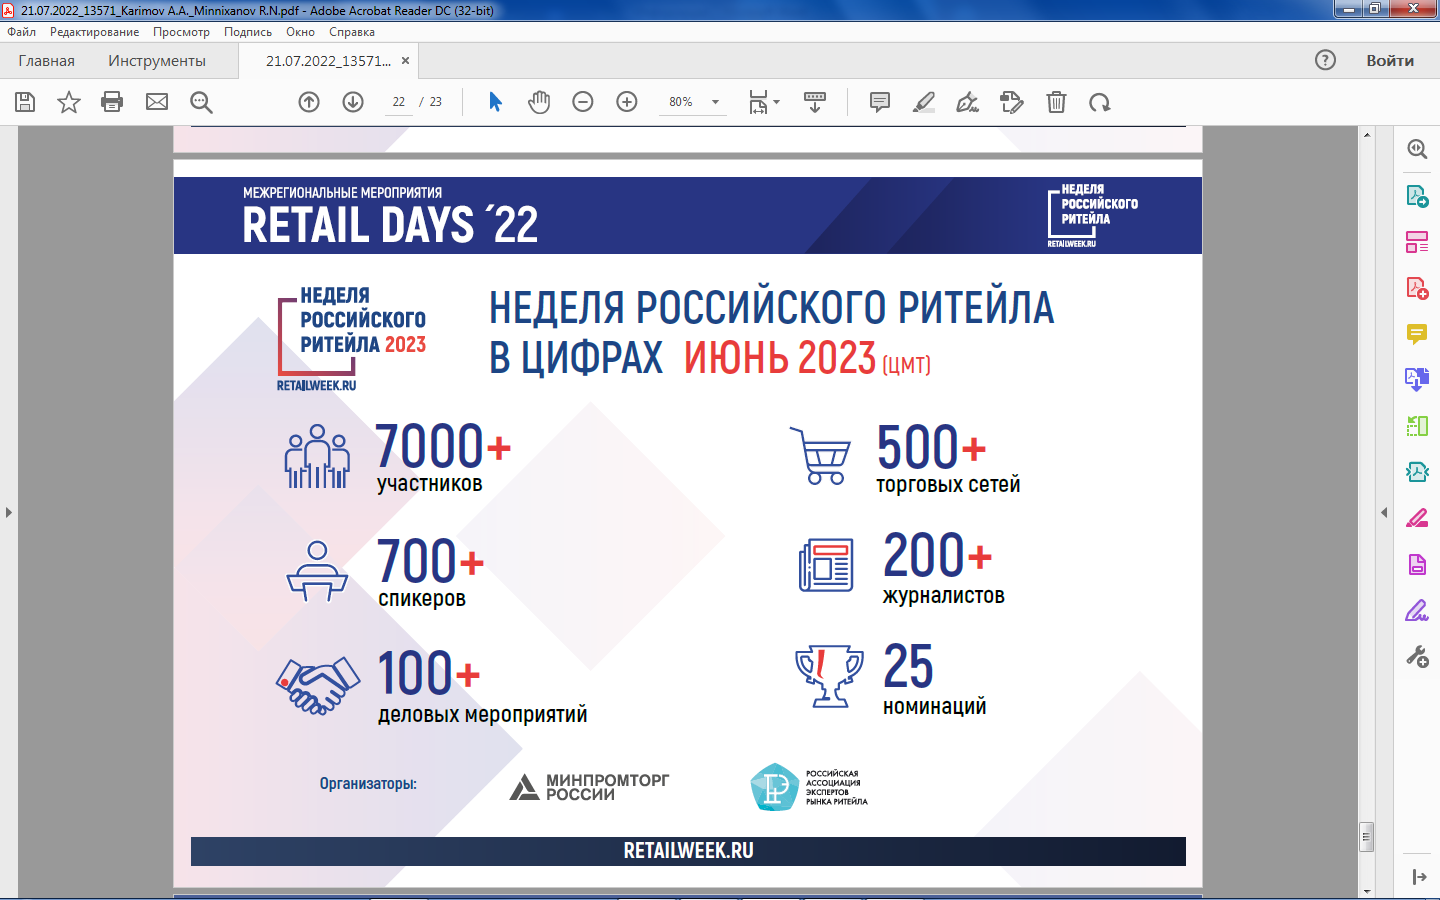 21.07.2022_13571_Karimov A.A._Minnixanov R.N.pdf - Adobe Acrobat Reader DC (32-bit)
Файл Редактирование Просмотр Подпись Окно Справка
Главная Инструменты 21.07.2022_13571... × Войти
22 / 23 80%
МЕЖРЕГИОНАЛЬНЫЕ МЕРОПРИЯТИЯ
RETAIL DAYS ´22
НЕДЕЛЯ
РОССИЙСКОГО
РИТЕЙЛА
RETAILWEEK.RU
НЕДЕЛЯ
РОССИЙСКОГО
РИТЕЙЛА 2023
RETAILWEEK.RU
НЕДЕЛЯ РОССИЙСКОГО РИТЕЙЛА
В ЦИФРАХ ИЮНЬ 2023 (ЦМТ)
7000+
участников
500+
торговых сетей
700+
спикеров
200+
журналистов
100+
деловых мероприятий
25
номинаций
Организаторы:
МИНПРОМТОРГ
РОССИИ
РОССИЙСКАЯ
АССОЦИАЦИЯ
ЭКСПЕРТОВ
РЫНКА РИТЕЙЛА
RETAILWEEK.RU